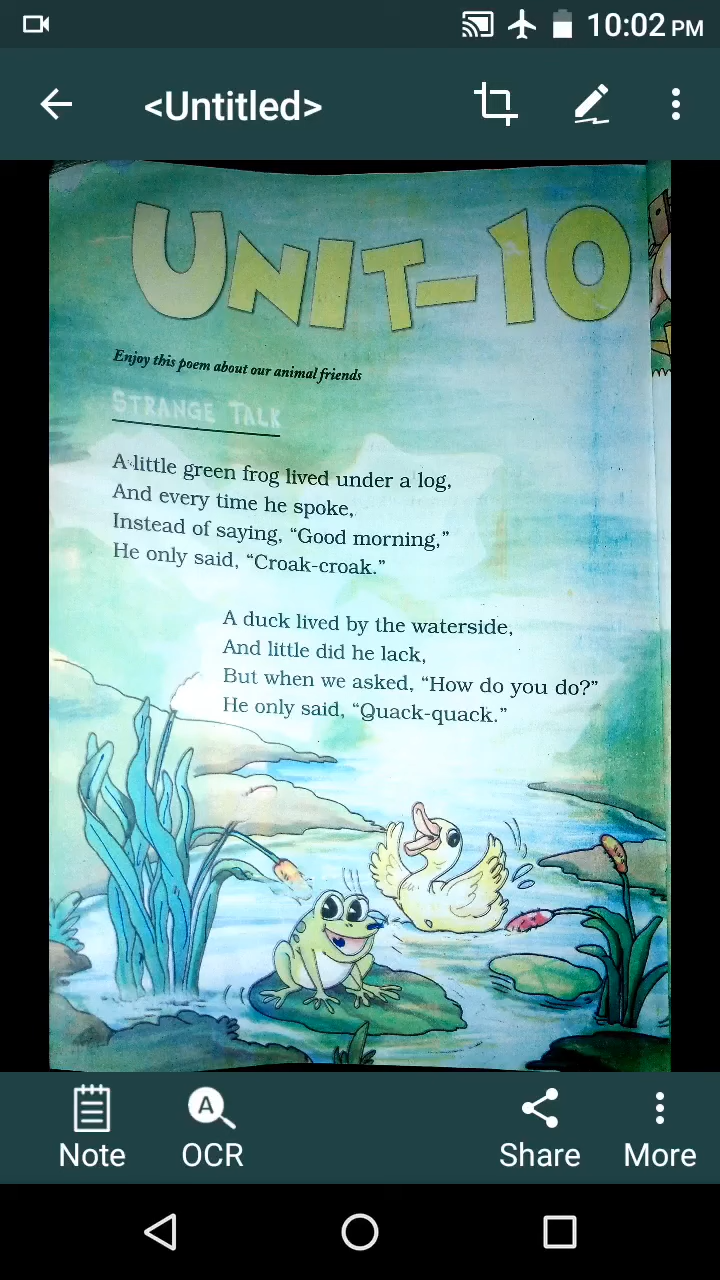 10:02 PM
<Untitled>
UNIT-10
Enjoy this poem about our animal friends
STRANGE TALK
A little green frog lived under a log,
And every time he spoke,
Instead of saying, “Good morning,”
He only said, “Croak-croak.”
A duck lived by the waterside,
And little did he lack,
But when we asked, “How do you do?”
He only said, “Quack-quack.”
A
Note
OCR
Share
More